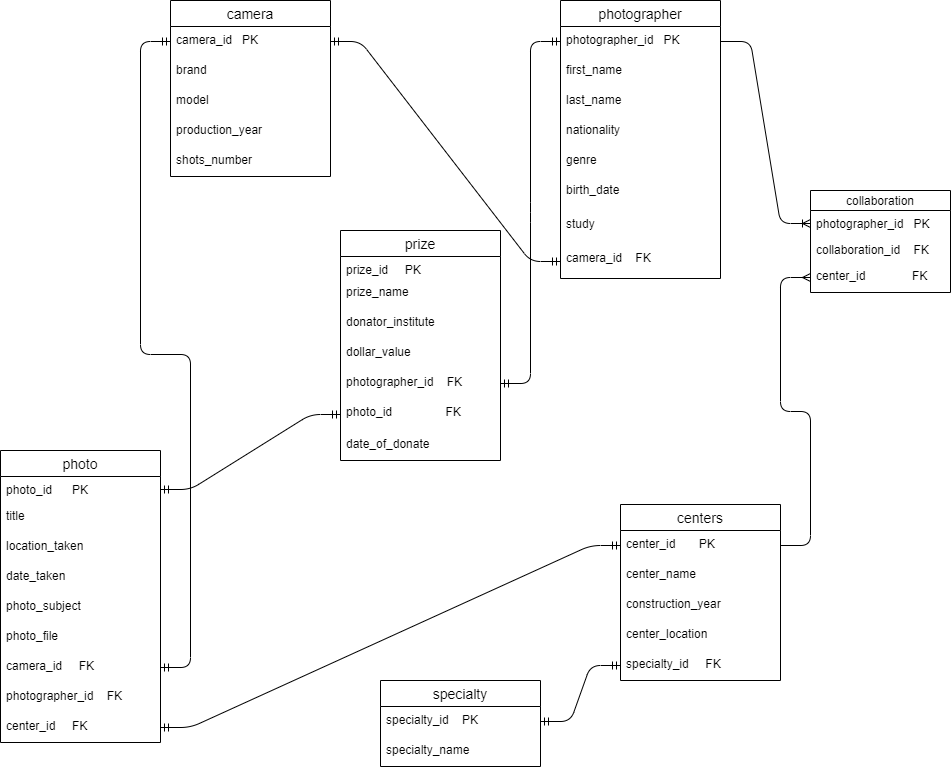 camera
camera_id PK
brand
model
production_year
shots_number
photographer
photographer_id PK
first_name
last_name
nationality
genre
birth_date
study
camera_id FK
collaboration
photographer_id PK
collaboration_id FK
center_id FK
prize
prize_id PK
prize_name
donator_institute
dollar_value
photographer_id FK
photo_id FK
date_of_donate
photo
photo_id PK
title
location_taken
date_taken
photo_subject
photo_file
camera_id FK
photographer_id FK
center_id FK
centers
center_id PK
center_name
construction_year
center_location
specialty_id FK
specialty
specialty_id PK
specialty_name